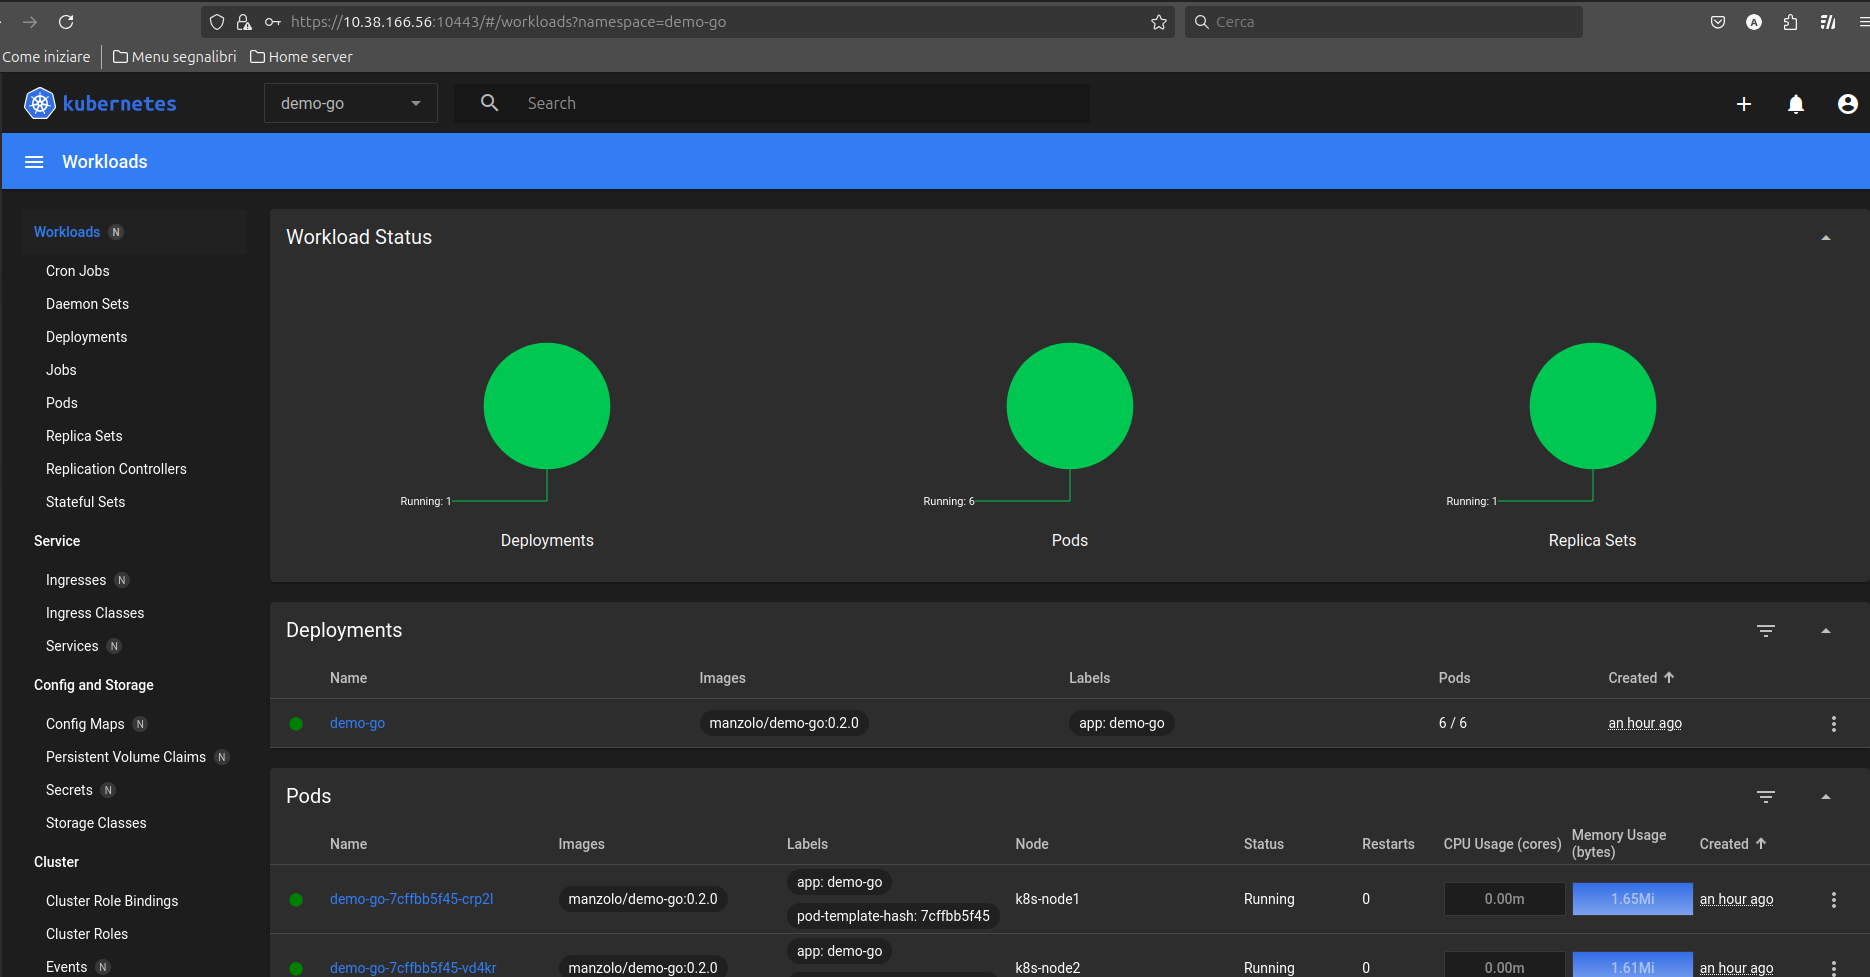 https://10.38.166.56:10443/#/workloads?namespace=demo-go
Cerca
A
Come iniziare
Menu segnalibri
Home server
kubernetes
demo-go
Search
Workloads
Workloads N
Cron Jobs
Daemon Sets
Deployments
Jobs
Pods
Replica Sets
Replication Controllers
Stateful Sets
Service
Ingresses N
Ingress Classes
Services N
Config and Storage
Config Maps N
Persistent Volume Claims N
Secrets N
Storage Classes
Cluster
Cluster Role Bindings
Cluster Roles
Events N
Workload Status
Running: 1
Deployments
Running: 6
Pods
Running: 1
Replica Sets
Deployments
Name Images Labels Pods Created
demo-go manzolo/demo-go:0.2.0 app: demo-go 6 / 6 an hour ago
Pods
Name Images Labels Node Status Restarts CPU Usage (cores) Memory Usage (bytes) Created
demo-go-7cffbb5f45-crp2l manzolo/demo-go:0.2.0 app: demo-go k8s-node1 Running 0 0.00m 1.65Mi an hour ago
pod-template-hash: 7cffbb5f45
demo-go-7cffbb5f45-vd4kr manzolo/demo-go:0.2.0 app: demo-go k8s-node2 Running 0 0.00m 1.61Mi an hour ago